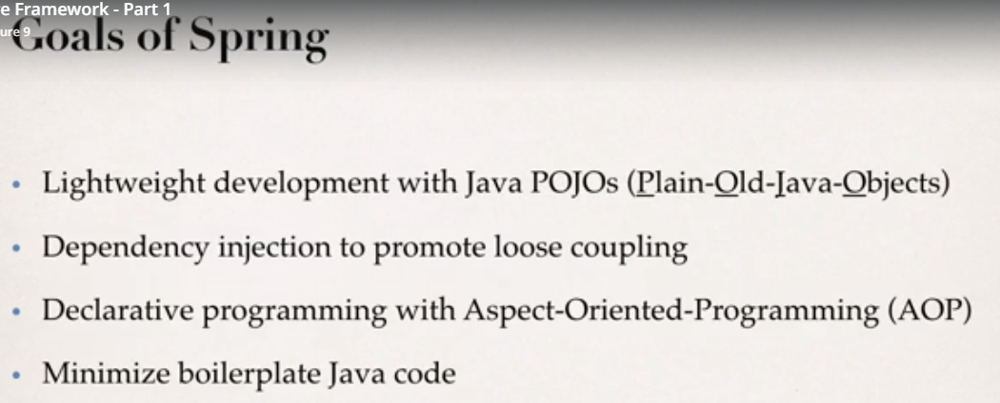 e Framework - Part 1
ure 9
Goals of Spring
• Lightweight development with Java POJOs (Plain-Old-Java-Objects)
• Dependency injection to promote loose coupling
• Declarative programming with Aspect-Oriented-Programming (AOP)
• Minimize boilerplate Java code